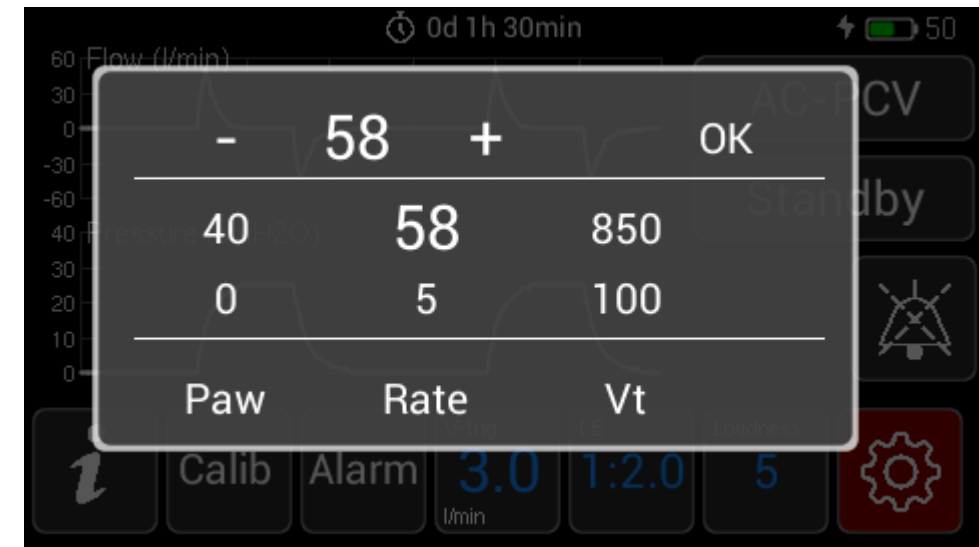 0d 1h 30min 50
60 Flow (l/min)
30
0
-30
-60
AC-PCV
Standby
- 58 + OK
40 58 850
0 5 100
Paw Rate Vt
40
30
20
10
0
i Calib Alarm 3.0 1:2.0 5
l/min
Loudness